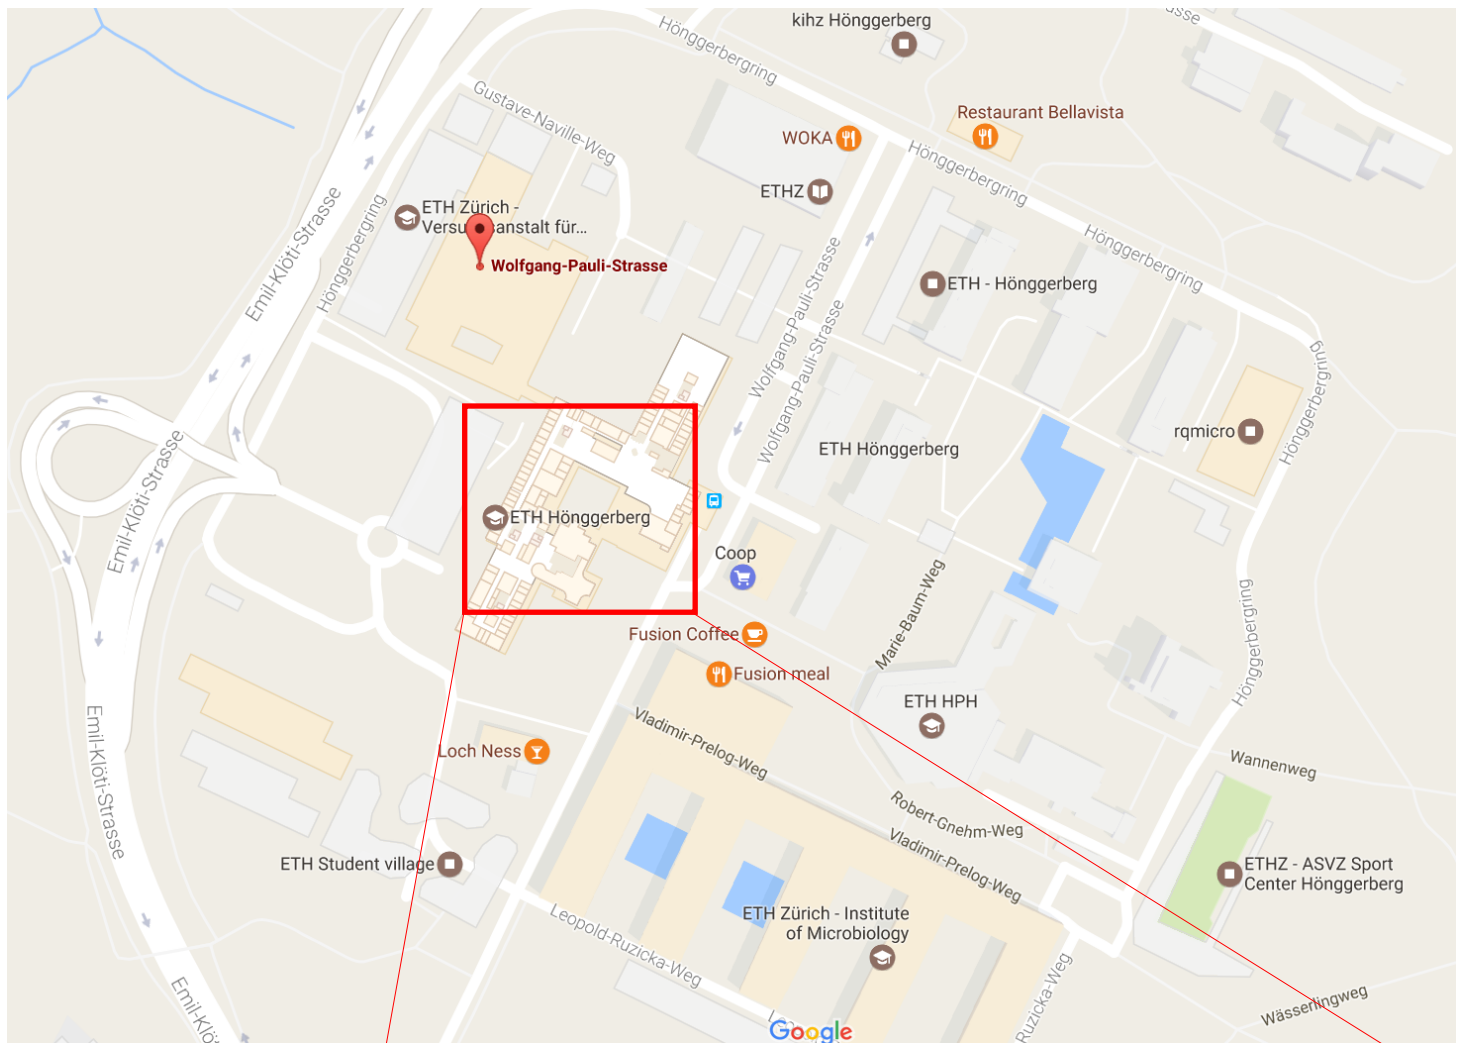 kihz Hönggerberg
Hönggerbergring
Gustave-Naville-Weg
Restaurant Bellavista
WOKA
Hönggerbergring
ETHZ
ETH Zürich -
Versu
sanstalt für...
Emil-Klöti-Strasse
Hönggerbergring
Wolfgang-Pauli-Strasse
Hönggerbergring
ETH - Hönggerberg
Wolfgang-Pauli-Strasse
Wolfgang-Pauli-Strasse
Hönggerbergring
rqmicro
ETH Hönggerberg
Emil-Klöti-Strasse
ETH Hönggerberg
Coop
Marie-Baum-Weg
Hönggerbergring
Fusion Coffee
Fusion meal
ETH HPH
Vladimir-Prelog-Weg
Loch Ness
Wannenweg
Emil-Klöti-Strasse
Robert-Gnehm-Weg
Vladimir-Prelog-Weg
ETH Student village
ETHZ - ASVZ Sport
Center Hönggerberg
ETH Zürich - Institute
of Microbiology
Leopold-Ruzicka-Weg
Ruzicka-Weg
Wässerlingweg
Emil-Klöt
Google